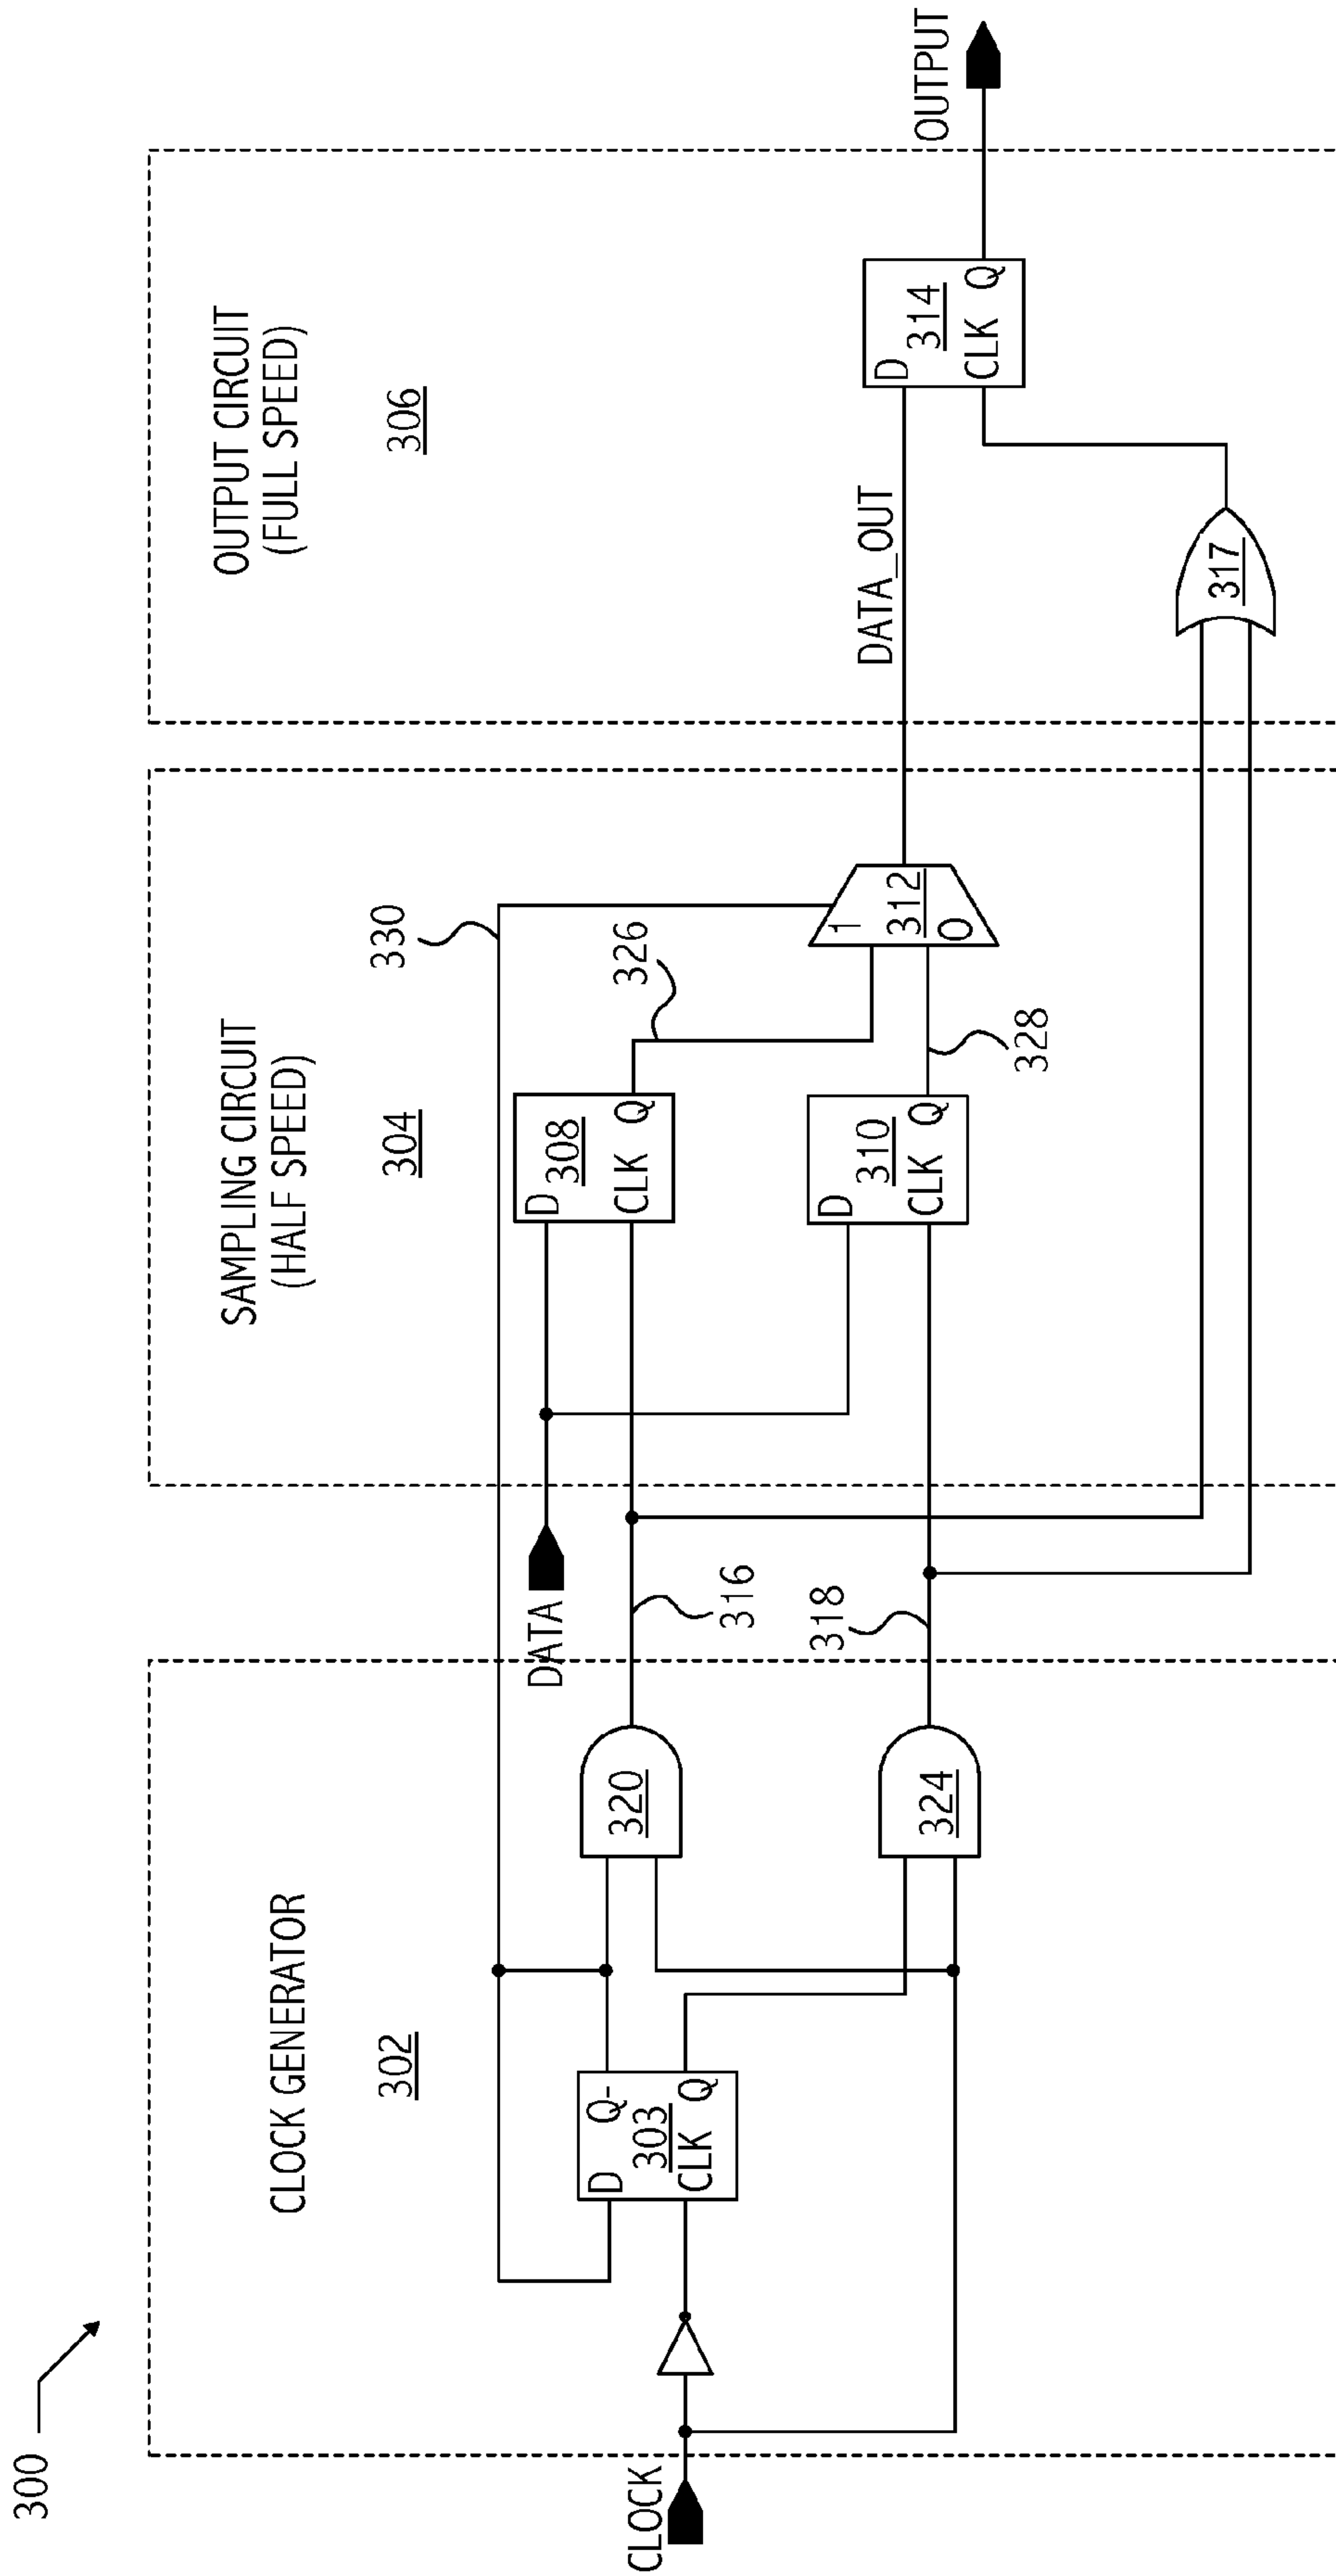 300
CLOCK GENERATOR
302
SAMPLING CIRCUIT
(HALF SPEED)
304
OUTPUT CIRCUIT
(FULL SPEED)
306
CLOCK
D
Q-
303
CLK
Q
320
324
DATA
316
318
330
D
308
CLK
Q
326
D
310
CLK
Q
328
1
312
0
DATA_OUT
D
314
CLK
Q
317
OUTPUT